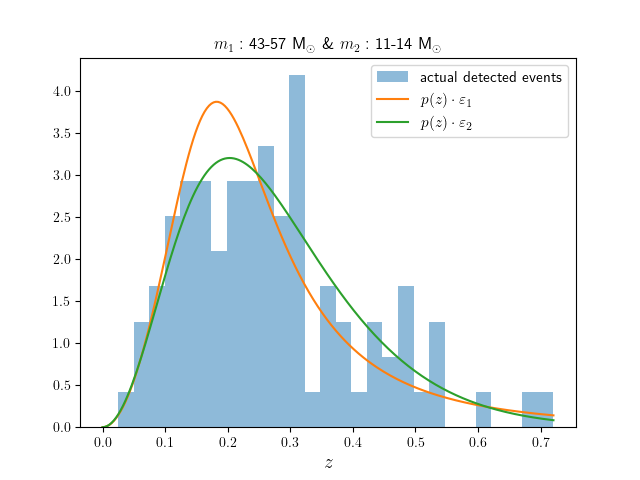 m₁ : 43-57 M⊙ & m₂ : 11-14 M⊙
actual detected events
p(z) · ε₁
p(z) · ε₂
4.0
3.5
3.0
2.5
2.0
1.5
1.0
0.5
0.0
0.0 0.1 0.2 0.3 0.4 0.5 0.6 0.7
z